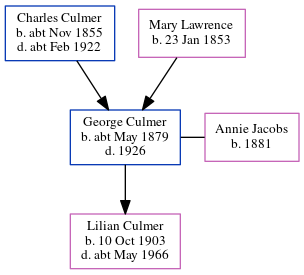 Charles Culmer
b. abt Nov 1855
d. abt Feb 1922
Mary Lawrence
b. 23 Jan 1853
George Culmer
b. abt May 1879
d. 1926
Annie Jacobs
b. 1881
Lilian Culmer
b. 10 Oct 1903
d. abt May 1966